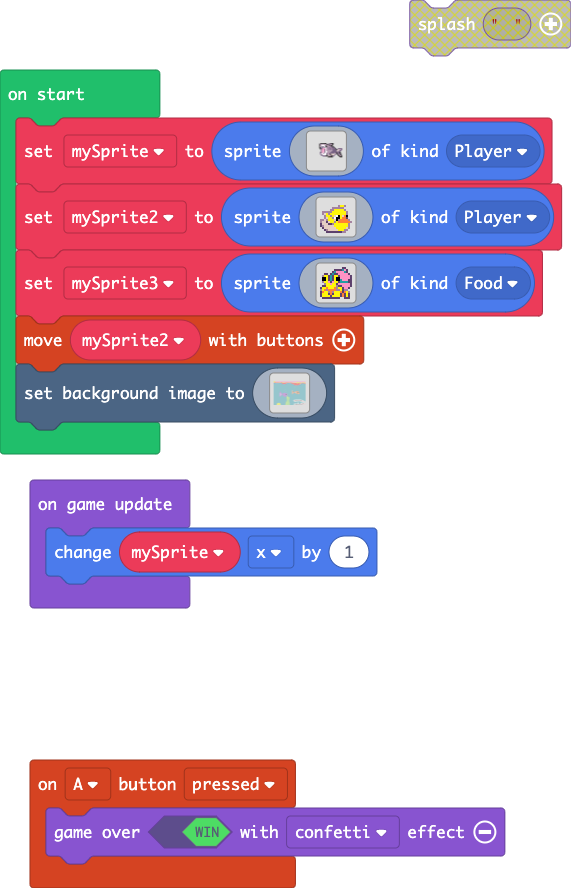 splash " "
on start
set mySprite to sprite of kind Player
set mySprite2 to sprite of kind Player
set mySprite3 to sprite of kind Food
move mySprite2 with buttons
set background image to
on game update
change mySprite x by 1
on A button pressed
game over WIN with confetti effect